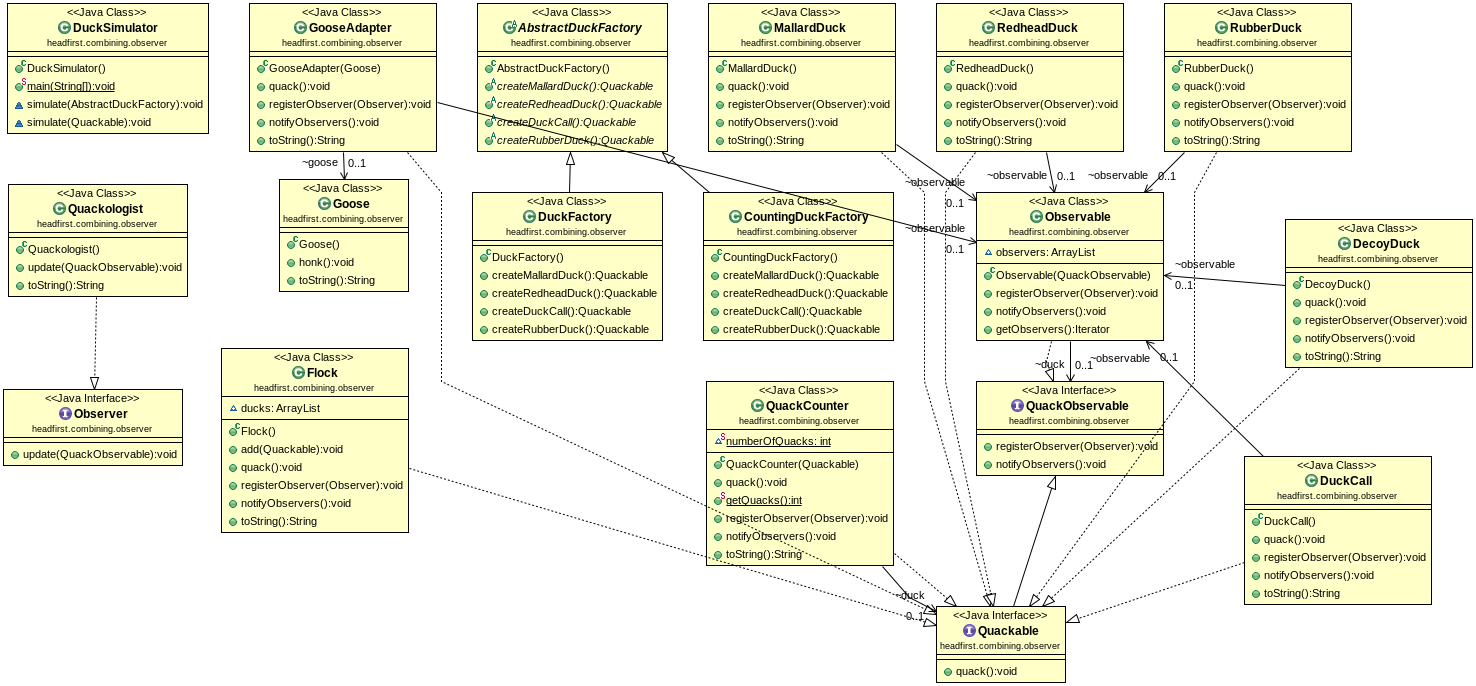 <<Java Class>>
DuckSimulator
headfirst.combining.observer
DuckSimulator()
main(String[]):void
simulate(AbstractDuckFactory):void
simulate(Quackable):void
<<Java Class>>
GooseAdapter
headfirst.combining.observer
GooseAdapter(Goose)
quack():void
registerObserver(Observer):void
notifyObservers():void
toString():String
<<Java Class>>
AbstractDuckFactory
headfirst.combining.observer
AbstractDuckFactory()
createMallardDuck():Quackable
createRedheadDuck():Quackable
createDuckCall():Quackable
createRubberDuck():Quackable
<<Java Class>>
MallardDuck
headfirst.combining.observer
MallardDuck()
quack():void
registerObserver(Observer):void
notifyObservers():void
toString():String
<<Java Class>>
RedheadDuck
headfirst.combining.observer
RedheadDuck()
quack():void
registerObserver(Observer):void
notifyObservers():void
toString():String
<<Java Class>>
RubberDuck
headfirst.combining.observer
RubberDuck()
quack():void
registerObserver(Observer):void
notifyObservers():void
toString():String
~goose 0..1
~observable
0..1
~observable 0..1
~observable 0..1
~observable
0..1
<<Java Class>>
Quackologist
headfirst.combining.observer
Quackologist()
update(QuackObservable):void
toString():String
<<Java Class>>
Goose
headfirst.combining.observer
Goose()
honk():void
toString():String
<<Java Class>>
DuckFactory
headfirst.combining.observer
DuckFactory()
createMallardDuck():Quackable
createRedheadDuck():Quackable
createDuckCall():Quackable
createRubberDuck():Quackable
<<Java Class>>
CountingDuckFactory
headfirst.combining.observer
CountingDuckFactory()
createMallardDuck():Quackable
createRedheadDuck():Quackable
createDuckCall():Quackable
createRubberDuck():Quackable
<<Java Class>>
Observable
headfirst.combining.observer
observers: ArrayList
Observable(QuackObservable)
registerObserver(Observer):void
notifyObservers():void
getObservers():Iterator
~observable
0..1
<<Java Class>>
DecoyDuck
headfirst.combining.observer
DecoyDuck()
quack():void
registerObserver(Observer):void
notifyObservers():void
toString():String
~duck 0..1
~observable 0..1
<<Java Interface>>
Observer
headfirst.combining.observer
update(QuackObservable):void
<<Java Class>>
Flock
headfirst.combining.observer
ducks: ArrayList
Flock()
add(Quackable):void
quack():void
registerObserver(Observer):void
notifyObservers():void
toString():String
<<Java Class>>
QuackCounter
headfirst.combining.observer
numberOfQuacks: int
QuackCounter(Quackable)
quack():void
getQuacks():int
registerObserver(Observer):void
notifyObservers():void
toString():String
<<Java Interface>>
QuackObservable
headfirst.combining.observer
registerObserver(Observer):void
notifyObservers():void
<<Java Class>>
DuckCall
headfirst.combining.observer
DuckCall()
quack():void
registerObserver(Observer):void
notifyObservers():void
toString():String
~duck
0..1
<<Java Interface>>
Quackable
headfirst.combining.observer
quack():void